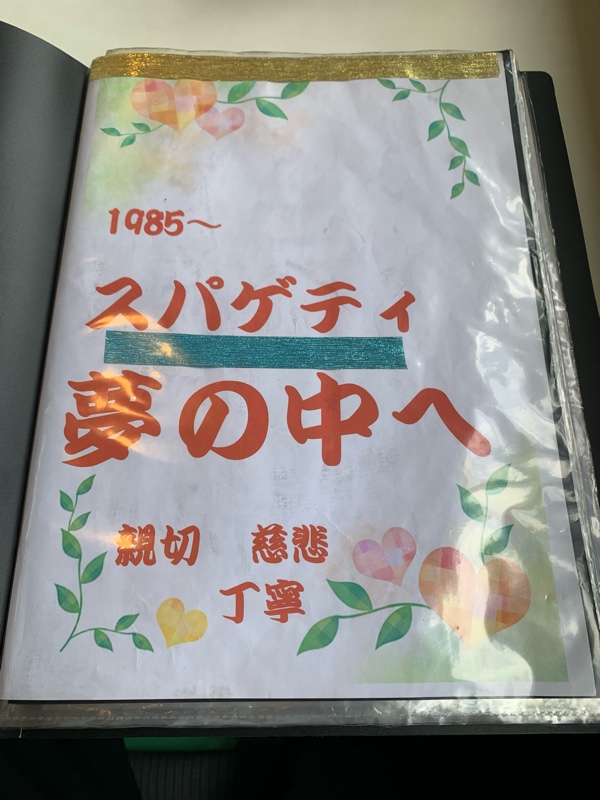 1985〜
スパゲティ
夢の中へ
親切 慈悲
丁寧